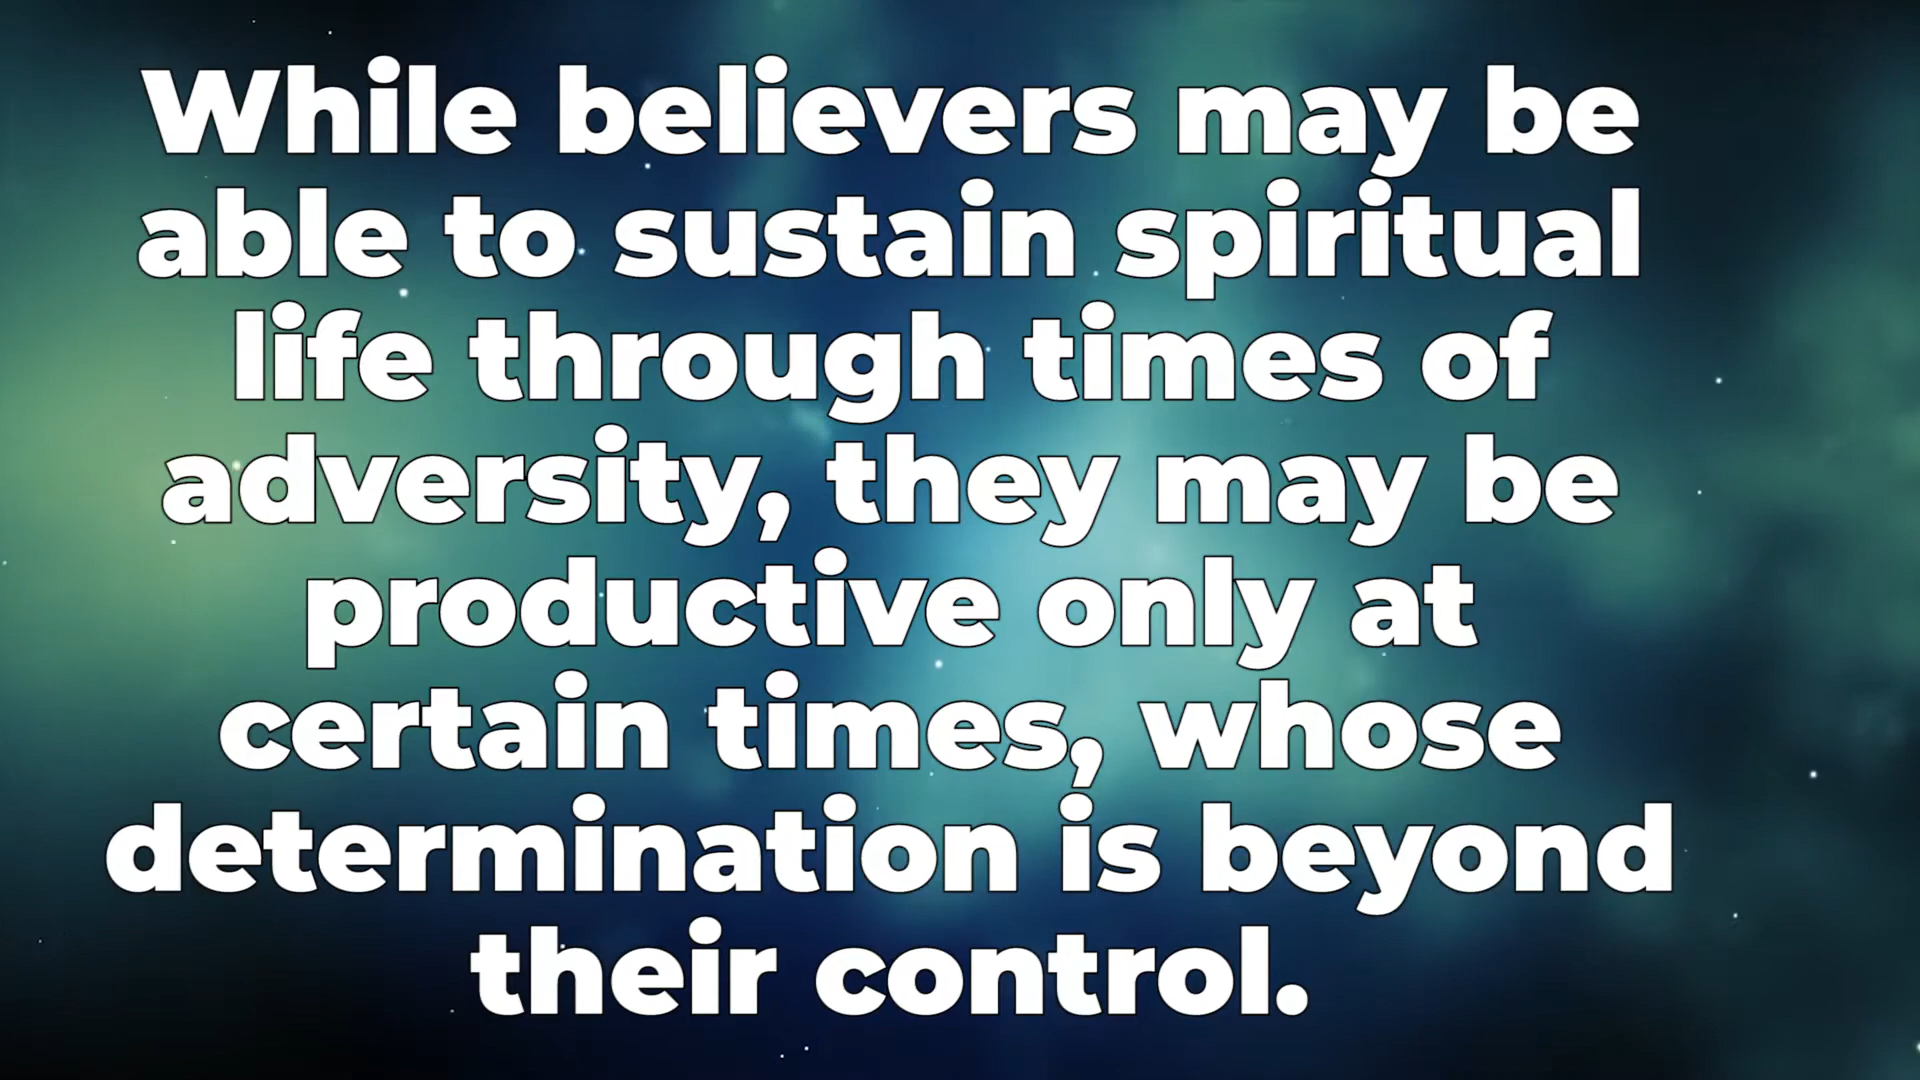 While believers may be
able to sustain spiritual
life through times of
adversity, they may be
productive only at
certain times, whose
determination is beyond
their control.